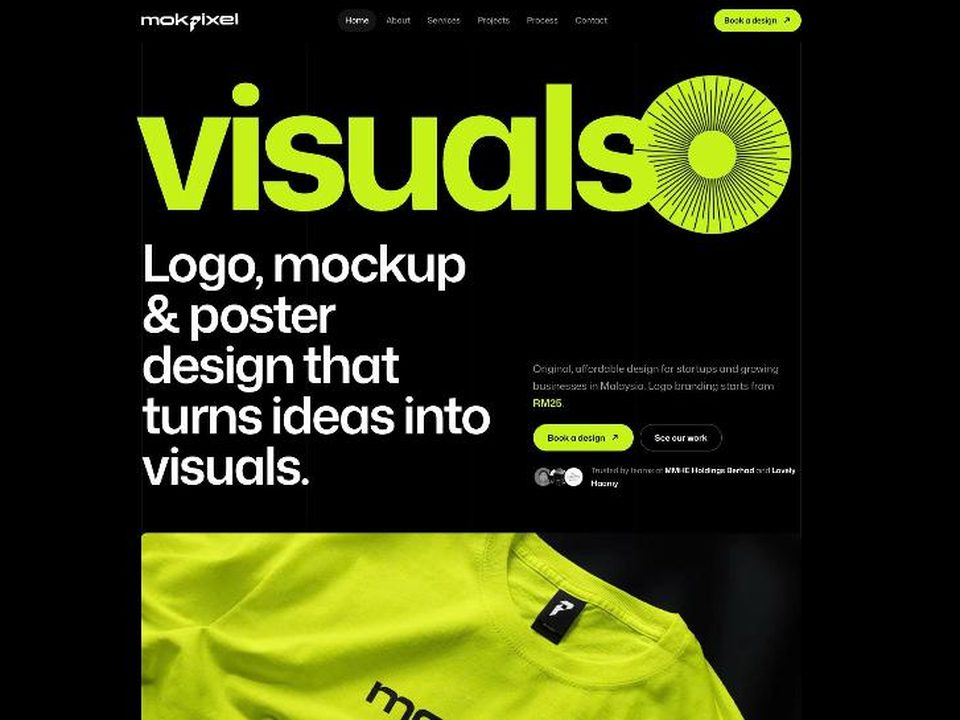 mokpixel
Home About Services Projects Process Contact
Book a design
visuals
Logo, mockup
& poster
design that
turns ideas into
visuals.
Original, affordable design for startups and growing
businesses in Malaysia. Logo branding starts from
RM25.
Book a design
See our work
Trusted by teams at MMHE Holdings Berhad and Lovely